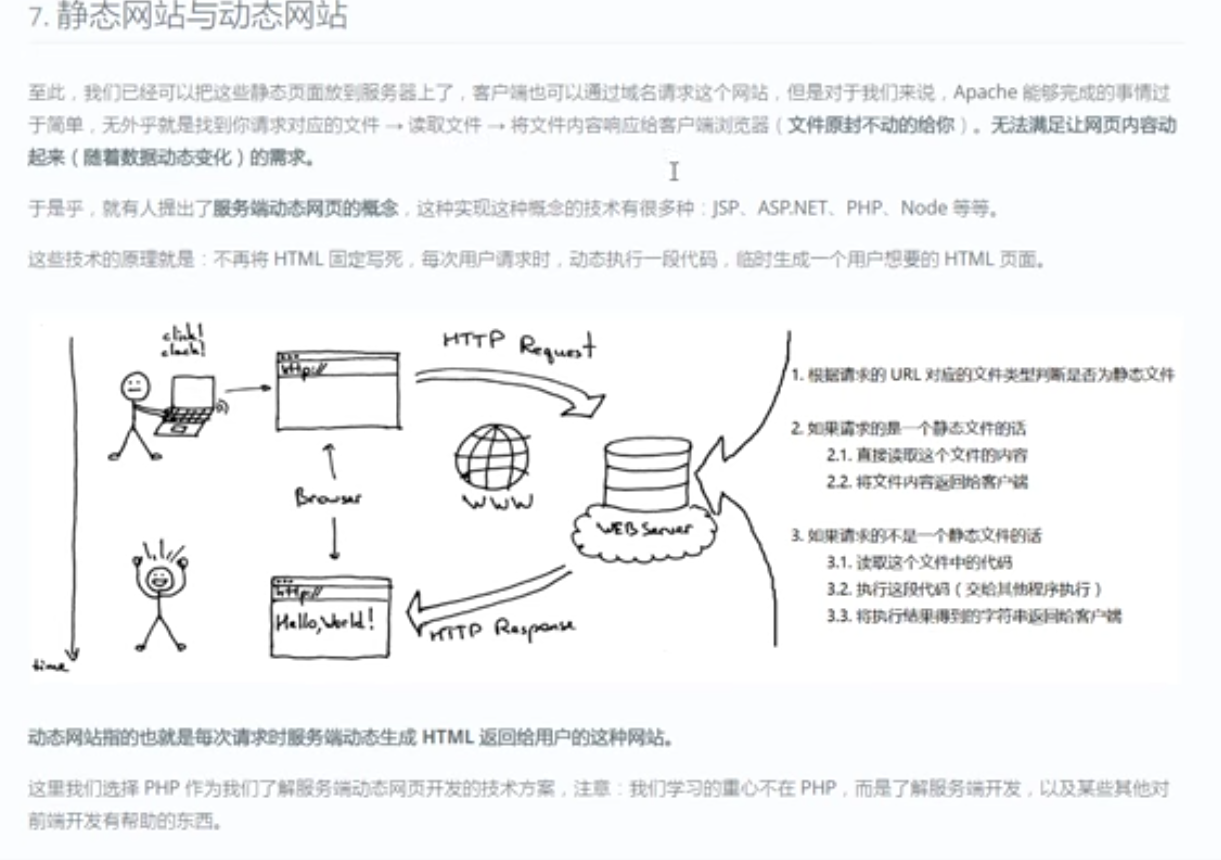 7. 静态网站与动态网站
至此，我们已经可以把这些静态页面放到服务器上了，客户端也可以通过域名请求这个网站，但是对于我们来说，Apache 能够完成的事情过
于简单，无外乎就是找到你请求对应的文件 → 读取文件 → 将文件内容响应给客户端浏览器（文件原封不动的给你）。无法满足让网页内容动
起来（随着数据动态变化）的需求。
于是乎，就有人提出了服务端动态网页的概念，这种实现这种概念的技术有很多种：JSP、ASP.NET、PHP、Node 等等。
这些技术的原理就是：不再将 HTML 固定写死，每次用户请求时，动态执行一段代码，临时生成一个用户想要的 HTML 页面。
click!
clack!
http://
HTTP Request
Browser
WWW
WEB Server
http://
Hello, World!
HTTP Response
time
1. 根据请求的 URL 对应的文件类型判断是否为静态文件
2. 如果请求的是一个静态文件的话
2.1. 直接读取这个文件的内容
2.2. 将文件内容返回给客户端
3. 如果请求的不是一个静态文件的话
3.1. 读取这个文件中的代码
3.2. 执行这段代码（交给其他程序执行）
3.3. 将执行结果得到的字符串返回给客户端
动态网站指的也就是每次请求时服务端动态生成 HTML 返回给用户的这种网站。
这里我们选择 PHP 作为我们了解服务端动态网页开发的技术方案，注意：我们学习的重心不在 PHP，而是了解服务端开发，以及某些其他对
前端开发有帮助的东西。